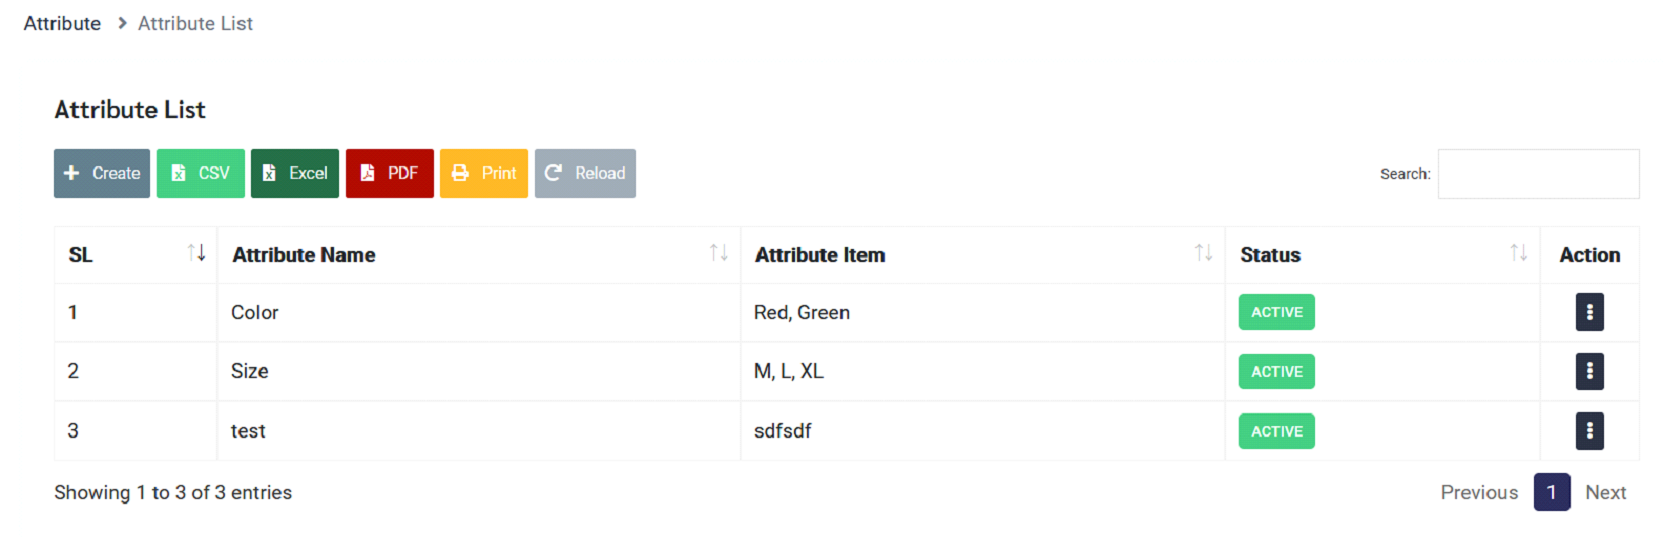 Attribute > Attribute List
Attribute List
Create CSV Excel PDF Print Reload Search:
SL Attribute Name Attribute Item Status Action
1 Color Red, Green ACTIVE
2 Size M, L, XL ACTIVE
3 test sdfsdf ACTIVE
Showing 1 to 3 of 3 entries Previous 1 Next